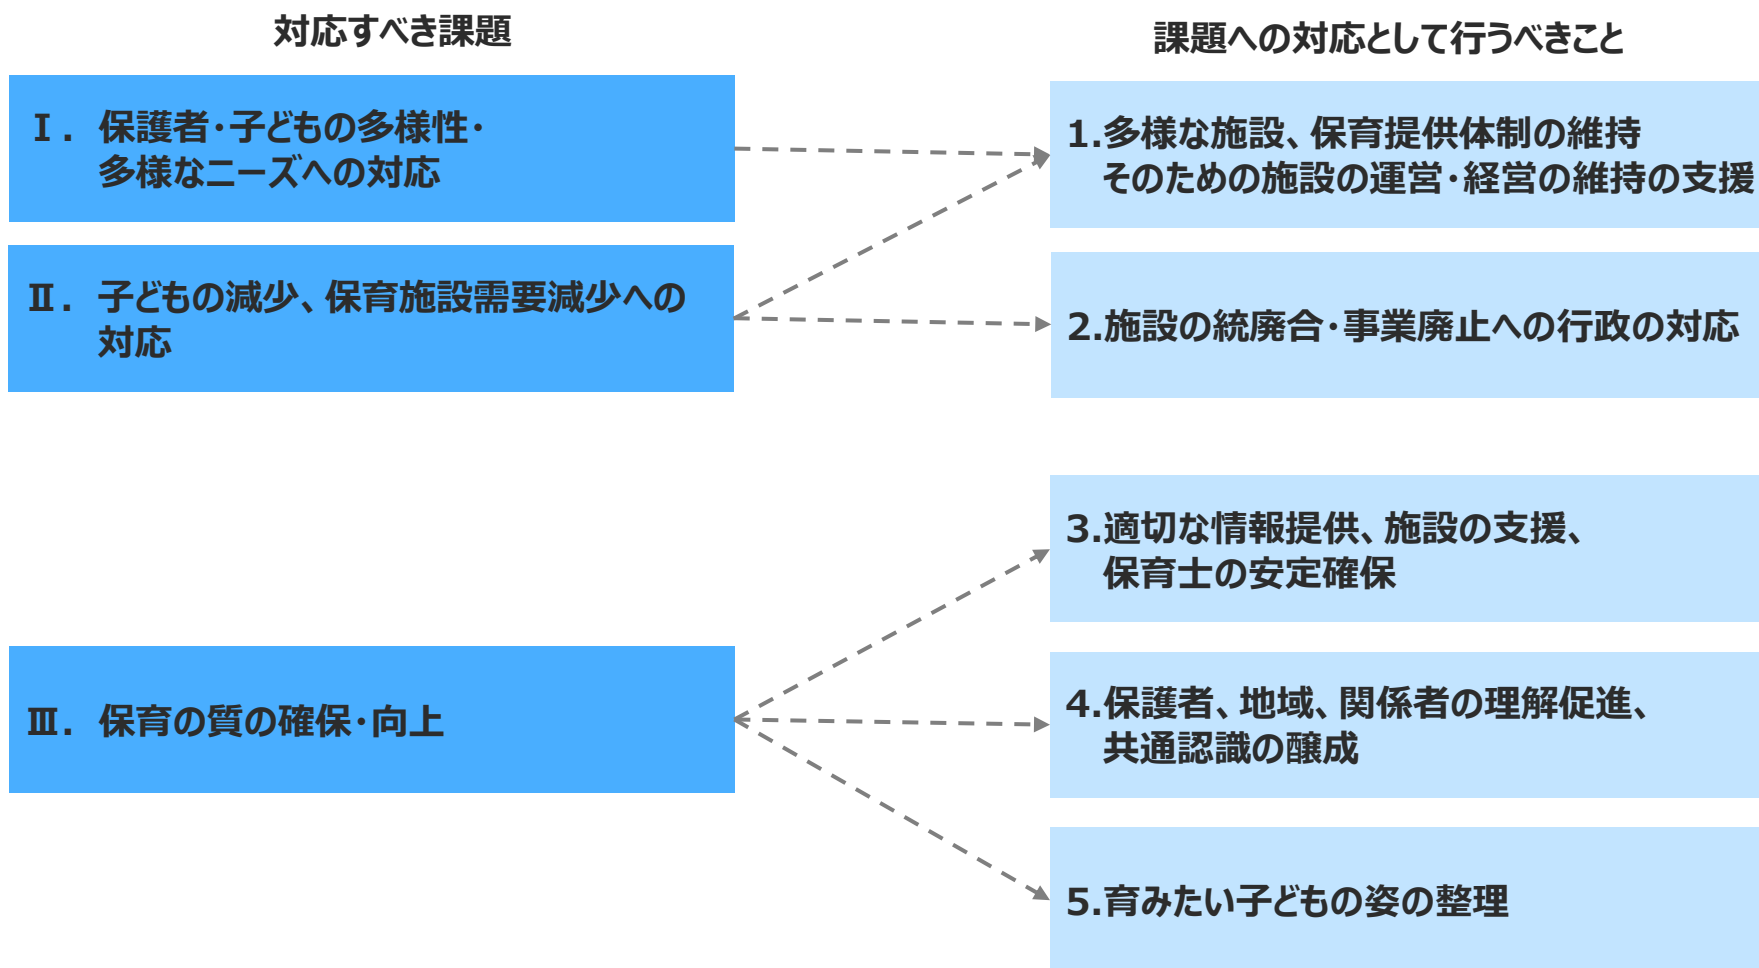 対応すべき課題
課題への対応として行うべきこと
Ⅰ. 保護者・子どもの多様性・
多様なニーズへの対応
Ⅱ. 子どもの減少、保育施設需要減少への
対応
Ⅲ. 保育の質の確保・向上
1.多様な施設、保育提供体制の維持
そのための施設の運営・経営の維持の支援
2.施設の統廃合・事業廃止への行政の対応
3.適切な情報提供、施設の支援、
保育士の安定確保
4.保護者、地域、関係者の理解促進、
共通認識の醸成
5.育みたい子どもの姿の整理